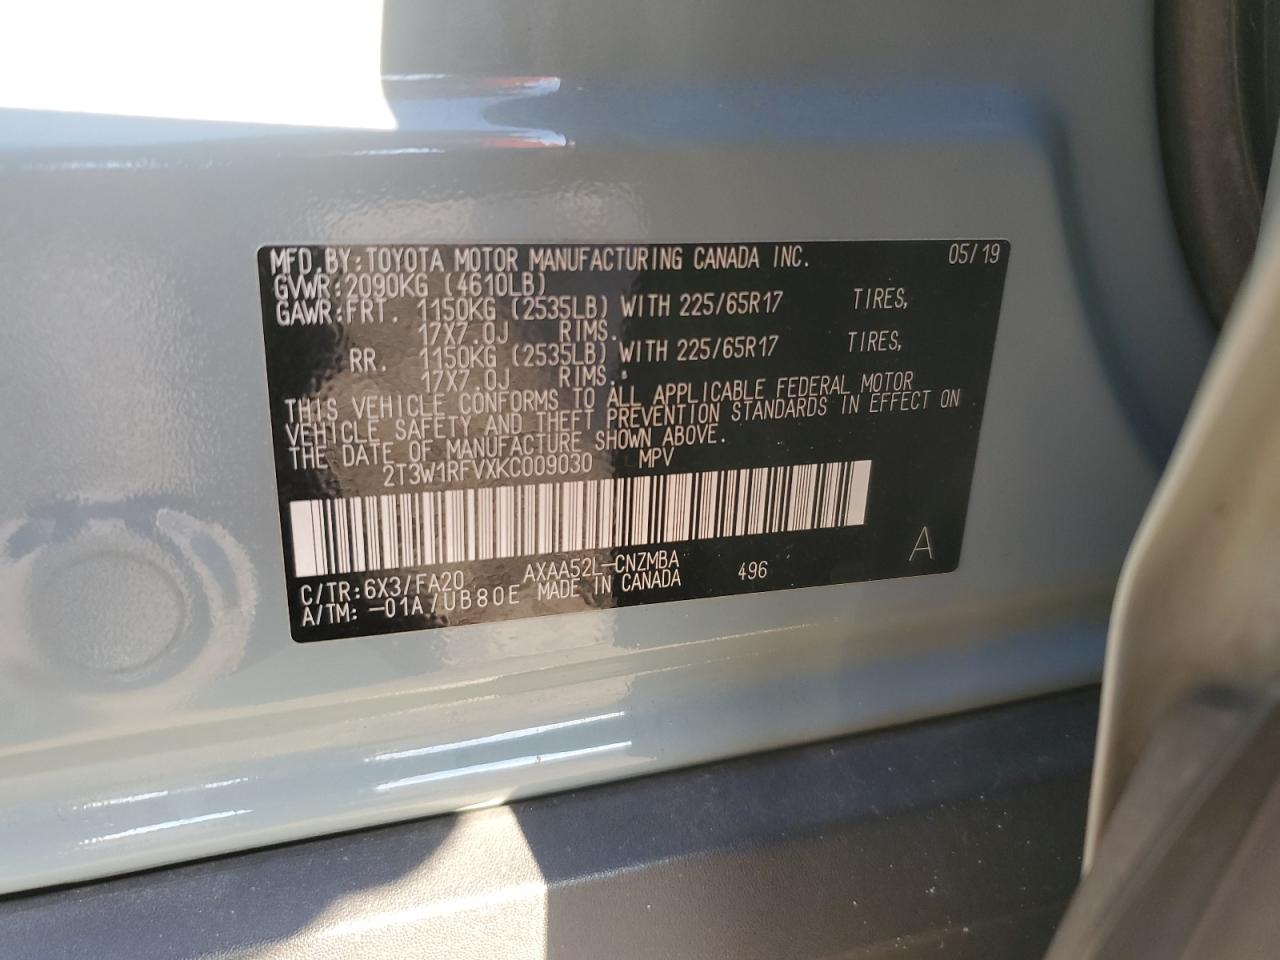 MFD.BY:TOYOTA MOTOR MANUFACTURING CANADA INC. 05/19
GVWR:2090KG (4610LB)
GAWR:FRT. 1150KG (2535LB) WITH 225/65R17 TIRES,
17X7.0J RIMS.
RR. 1150KG (2535LB) WITH 225/65R17 TIRES,
17X7.0J RIMS.
THIS VEHICLE CONFORMS TO ALL APPLICABLE FEDERAL MOTOR
VEHICLE SAFETY AND THEFT PREVENTION STANDARDS IN EFFECT ON
THE DATE OF MANUFACTURE SHOWN ABOVE.
2T3W1RFVXKC009030 MPV
A
C/TR:6X3/FA20 AXAA52L-CNZMBA 496
A/TM: -01A/UB80E MADE IN CANADA